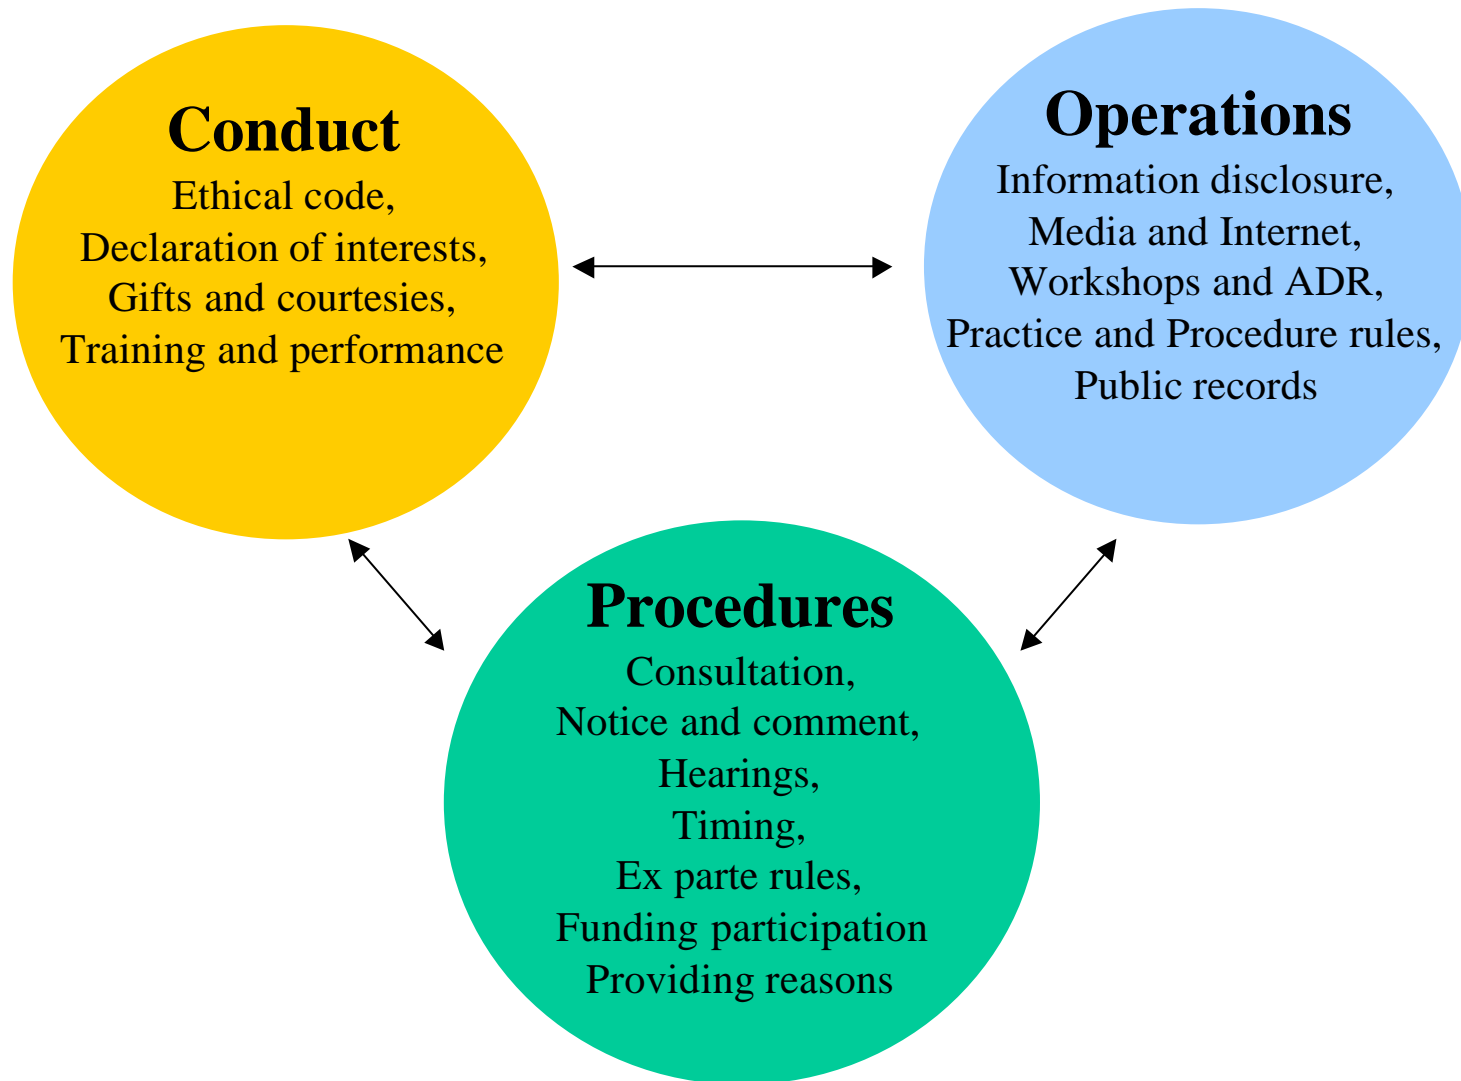 Conduct
Ethical code,
Declaration of interests,
Gifts and courtesies,
Training and performance
Operations
Information disclosure,
Media and Internet,
Workshops and ADR,
Practice and Procedure rules,
Public records
Procedures
Consultation,
Notice and comment,
Hearings,
Timing,
Ex parte rules,
Funding participation
Providing reasons